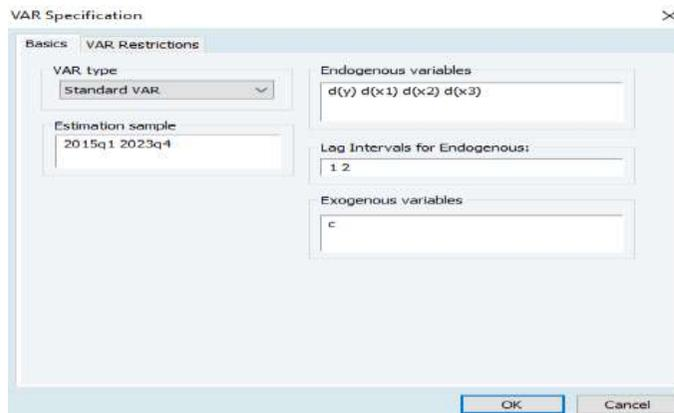 VAR Specification
Basics VAR Restrictions
VAR type
Standard VAR
Estimation sample
2015q1 2023q4
Endogenous variables
d(y) d(x1) d(x2) d(x3)
Lag Intervals for Endogenous:
1 2
Exogenous variables
c
OK Cancel